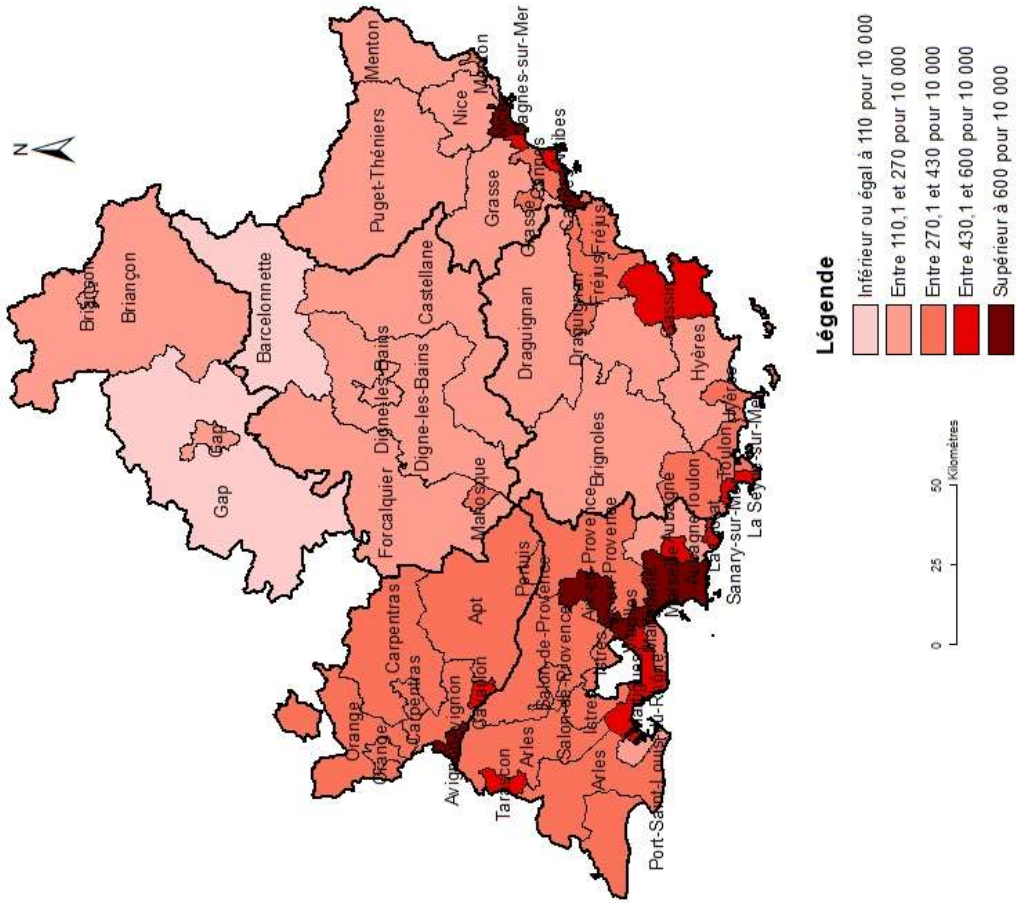 N
Briançon
Briançon
Gap
Gap
Barcelonnette
Menton
Puget-Théniers
Nice
Menton
Grasse
Grasse
Castellane
Digne-les-Bains
Digne-les-Bains
Forcalquier
Manosque
Orange
Orange
Carpentras
Carpentras
Apt
Avignon
Avignon
Cavaillon
Pertuis
Draguignan
Draguignan
Fréjus
Fréjus
Gassin
Brignoles
Hyères
Hyères
Toulon
Toulon
Salon-de-Provence
Salon-de-Provence
Arles
Arles
Tarascon
Istres
Istres
Aubagne
Aubagne
Port-Saint-Louis-du-Rhône
Sanary-sur-Mer
La Seyne-sur-Mer
0 25 50
Kilomètres
Légende
Inférieur ou égal à 110 pour 10 000
Entre 110,1 et 270 pour 10 000
Entre 270,1 et 430 pour 10 000
Entre 430,1 et 600 pour 10 000
Supérieur à 600 pour 10 000